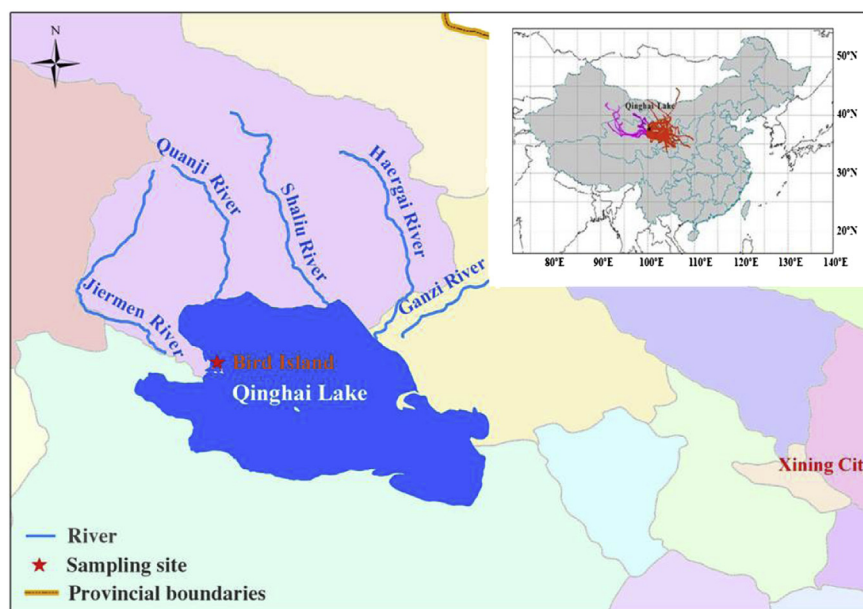 N
Quanji River
Shaliu River
Haergai River
Ganzi River
Jiermen River
Bird Island
Qinghai Lake
Xining City
River
Sampling site
Provincial boundaries
Qinghai Lake
50°N
40°N
30°N
20°N
80°E 90°E 100°E 110°E 120°E 130°E 140°E